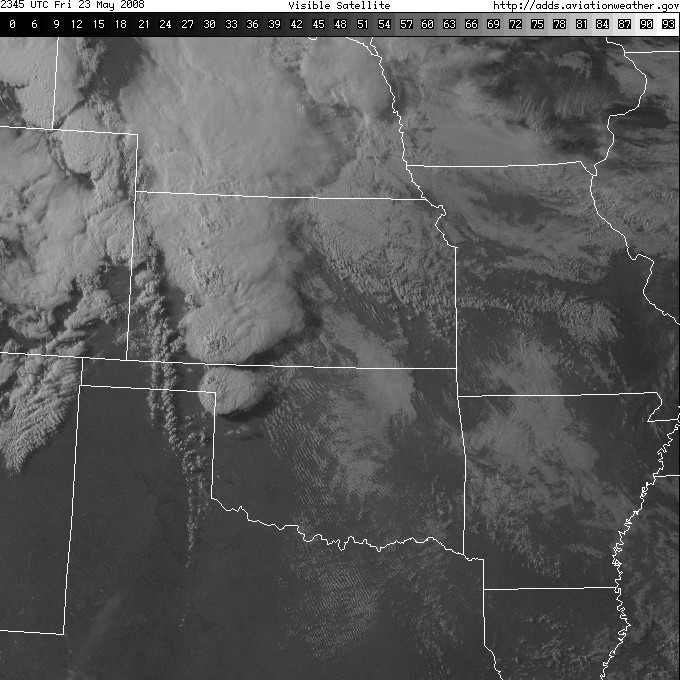 2345 UTC Fri 23 May 2008 Visible Satellite http://adds.aviationweather.gov
0 3 6 9 12 15 18 21 24 27 30 33 36 39 42 45 48 51 54 57 60 63 66 69 72 75 78 81 84 87 90 93